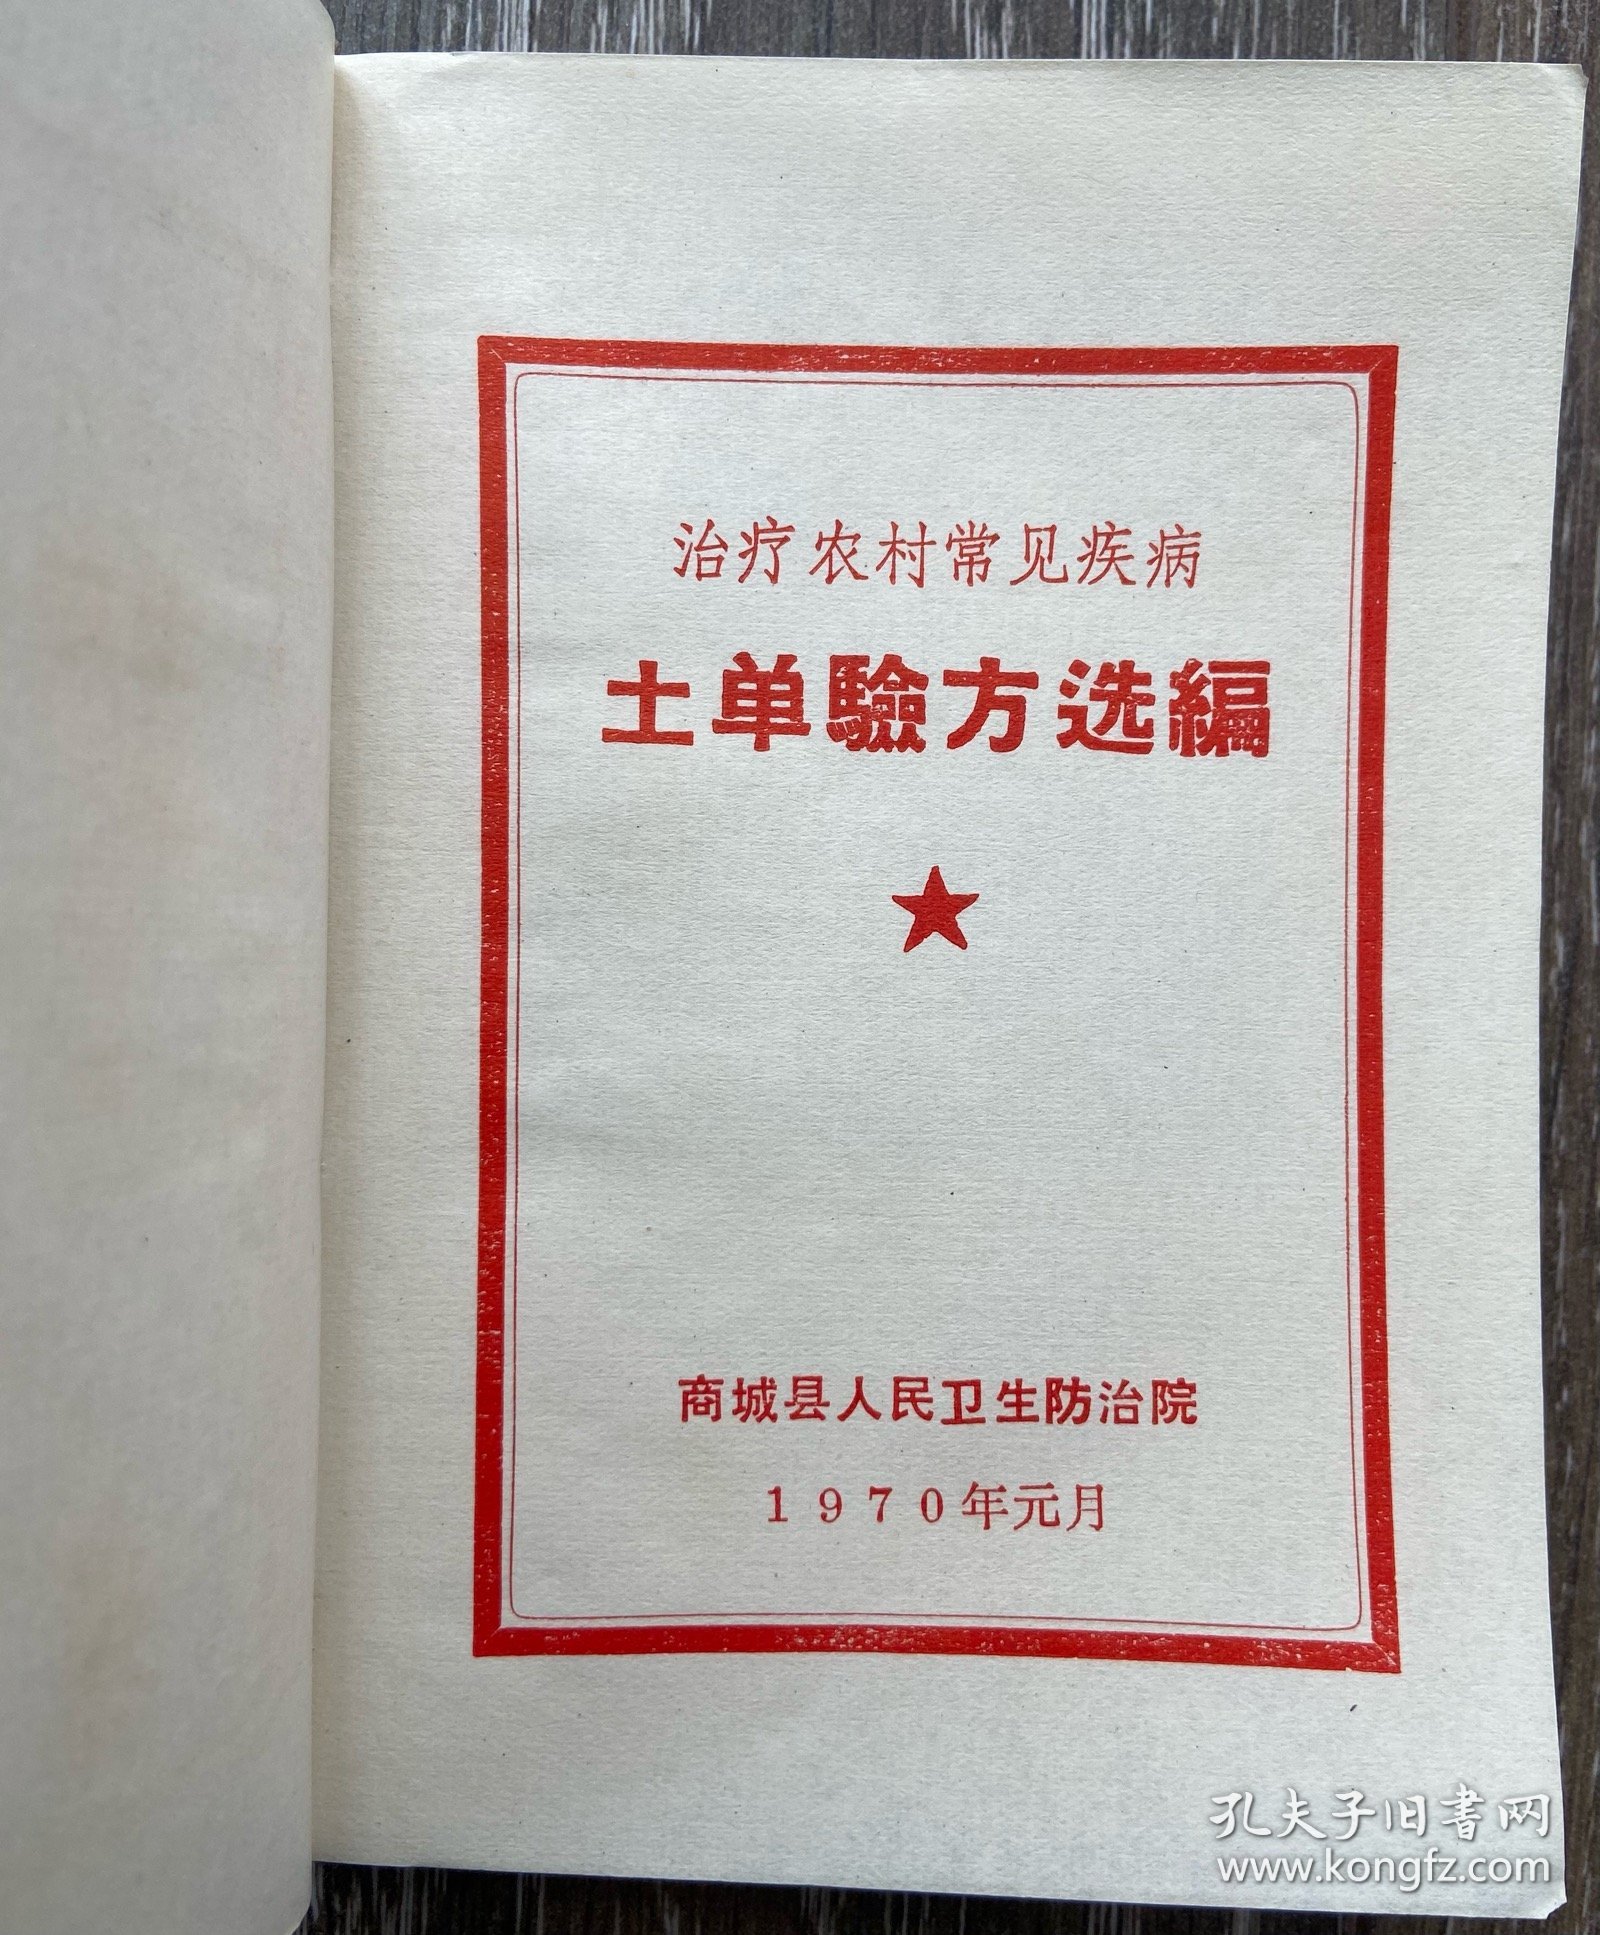 治疗农村常见疾病
土单驗方选編
商城县人民卫生防治院
1970年元月
孔夫子旧書网
www.kongfz.com